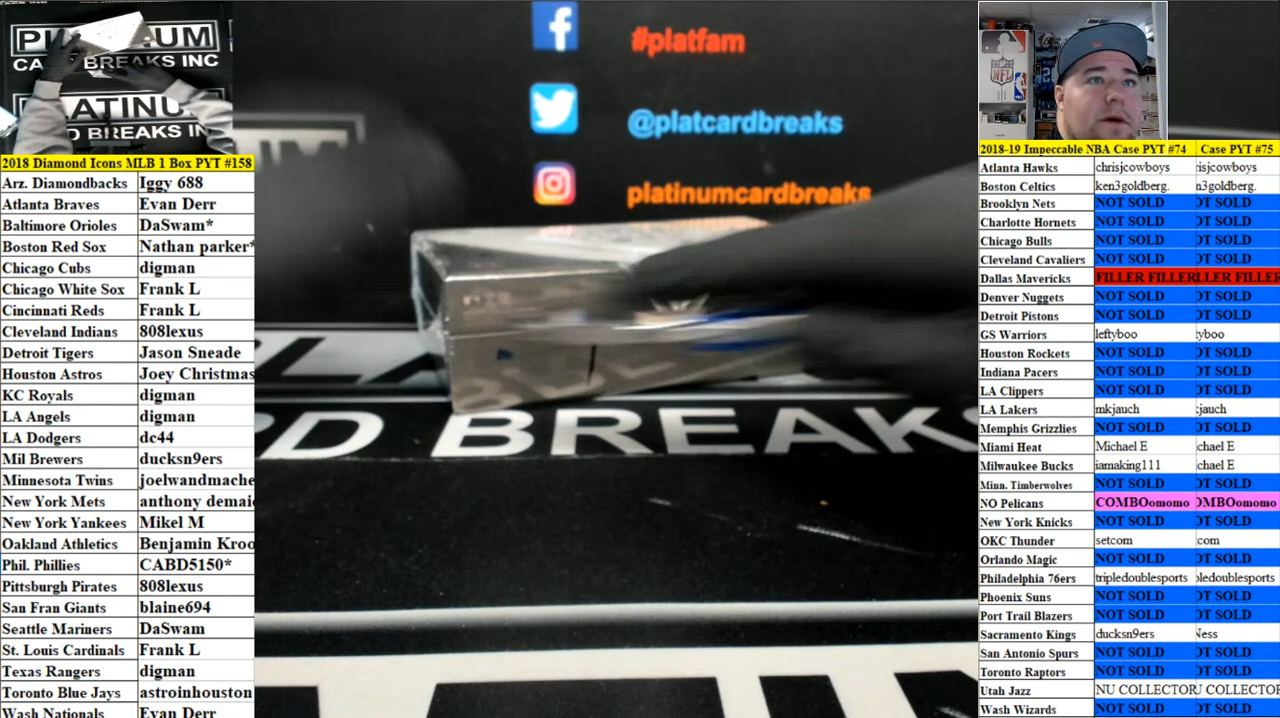 PLATINUM
CARD BREAKS INC
PLATINUM
CARD BREAKS INC
#platfam
@platcardbreaks
platinumcardbreaks
CARD BREAKS
NFL
2018 Diamond Icons MLB 1 Box PYT #158
Arz. Diamondbacks Iggy 688
Atlanta Braves Evan Derr
Baltimore Orioles DaSwam*
Boston Red Sox Nathan parker*
Chicago Cubs digman
Chicago White Sox Frank L
Cincinnati Reds Frank L
Cleveland Indians 808lexus
Detroit Tigers Jason Sneade
Houston Astros Joey Christmas
KC Royals digman
LA Angels digman
LA Dodgers dc44
Mil Brewers ducksn9ers
Minnesota Twins joelwandmache
New York Mets anthony demaio
New York Yankees Mikel M
Oakland Athletics Benjamin Kroo
Phil. Phillies CABD5150*
Pittsburgh Pirates 808lexus
San Fran Giants blaine694
Seattle Mariners DaSwam
St. Louis Cardinals Frank L
Texas Rangers digman
Toronto Blue Jays astroinhouston
Wash Nationals Evan Derr
2018-19 Impeccable NBA Case PYT #74 Case PYT #75
Atlanta Hawks chrisjcowboys risjcowboys
Boston Celtics ken3goldberg. n3goldberg.
Brooklyn Nets NOT SOLD OT SOLD
Charlotte Hornets NOT SOLD OT SOLD
Chicago Bulls NOT SOLD OT SOLD
Cleveland Cavaliers NOT SOLD OT SOLD
Dallas Mavericks FILLER FILLER LLER FILLER
Denver Nuggets NOT SOLD OT SOLD
Detroit Pistons NOT SOLD OT SOLD
GS Warriors leftyboo tyboo
Houston Rockets NOT SOLD OT SOLD
Indiana Pacers NOT SOLD OT SOLD
LA Clippers NOT SOLD OT SOLD
LA Lakers mkjauch jauch
Memphis Grizzlies NOT SOLD OT SOLD
Miami Heat Michael E chael E
Milwaukee Bucks iamaking111 chael E
Minn. Timberwolves NOT SOLD OT SOLD
NO Pelicans COMBOomomo OMBOomomo
New York Knicks NOT SOLD OT SOLD
OKC Thunder setcom com
Orlando Magic NOT SOLD OT SOLD
Philadelphia 76ers tripledoublesports pledoublesports
Phoenix Suns NOT SOLD OT SOLD
Port Trail Blazers NOT SOLD OT SOLD
Sacramento Kings ducksn9ers Ness
San Antonio Spurs NOT SOLD OT SOLD
Toronto Raptors NOT SOLD OT SOLD
Utah Jazz NU COLLECTOR U COLLECTOR
Wash Wizards NOT SOLD OT SOLD